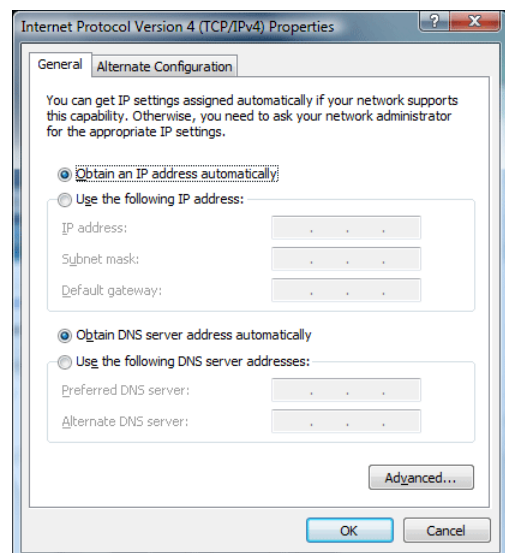 Internet Protocol Version 4 (TCP/IPv4) Properties
?
X
General
Alternate Configuration
You can get IP settings assigned automatically if your network supports
this capability. Otherwise, you need to ask your network administrator
for the appropriate IP settings.
Obtain an IP address automatically
Use the following IP address:
IP address:
. . .
Subnet mask:
. . .
Default gateway:
. . .
Obtain DNS server address automatically
Use the following DNS server addresses:
Preferred DNS server:
. . .
Alternate DNS server:
. . .
Advanced...
OK
Cancel